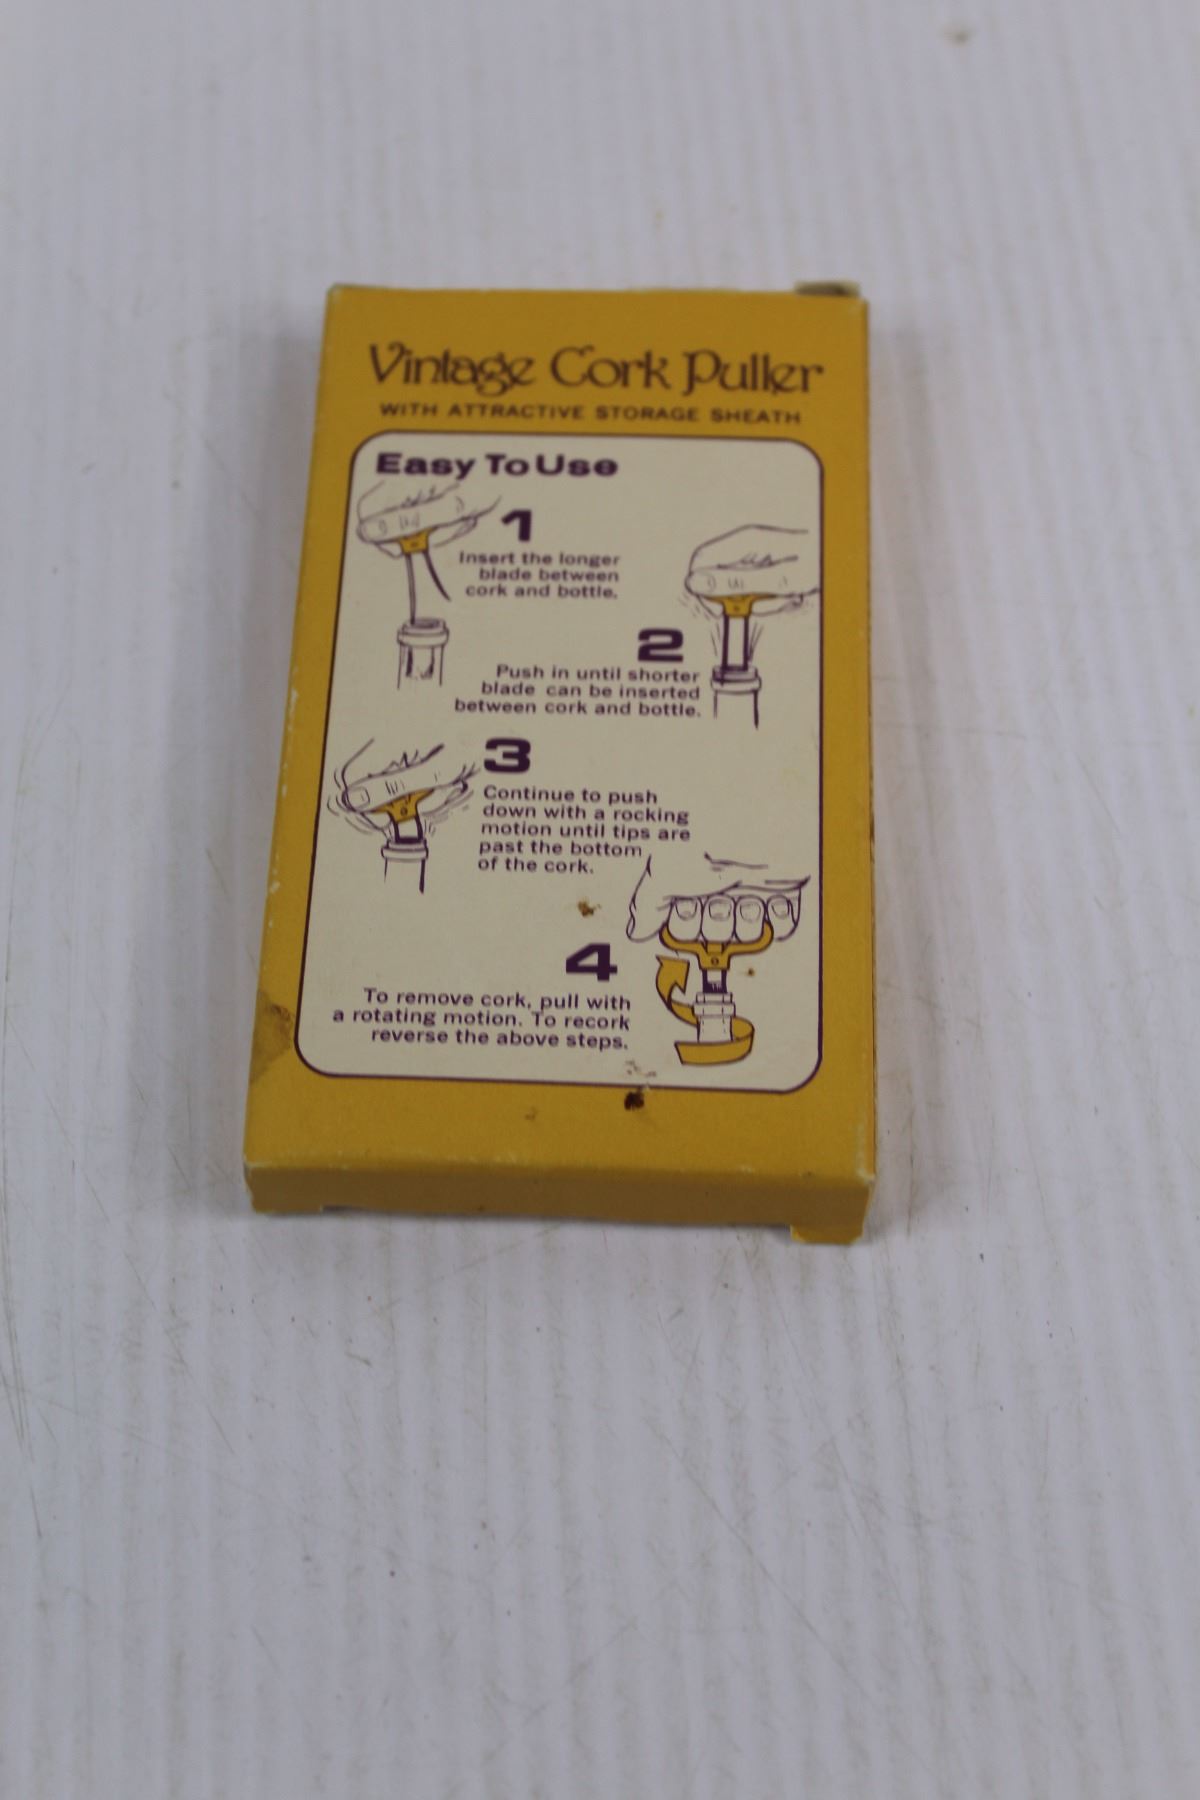 Vintage Cork Puller
WITH ATTRACTIVE STORAGE SHEATH
Easy To Use
1
Insert the longer
blade between
cork and bottle.
2
Push in until shorter
blade can be inserted
between cork and bottle.
3
Continue to push
down with a rocking
motion until tips are
past the bottom
of the cork.
4
To remove cork, pull with
a rotating motion. To recork
reverse the above steps.